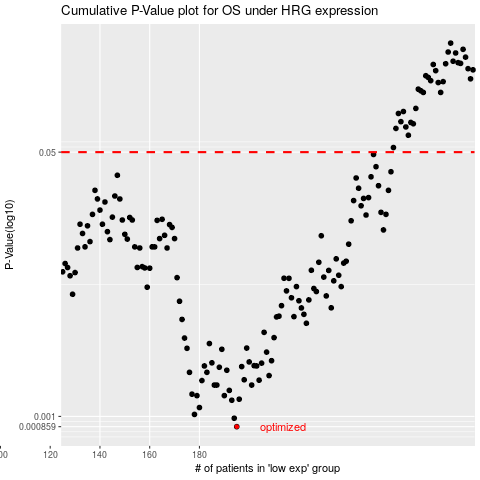 Cumulative P-Value plot for OS under HRG expression
P-Value(log10)
0.05
0.001
0.000859
optimized
00
124
140
160
180
# of patients in 'low exp' group